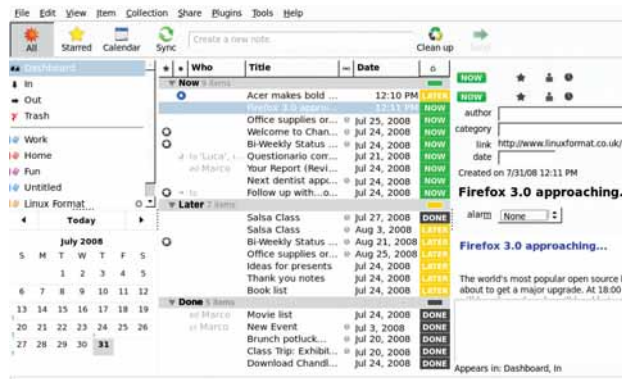 File Edit View Item Collection Share Plugins Tools Help
All Starred Calendar Sync Create a new note Clean up
Who Title Date
Dashboard
In
Out
Trash
Work
Home
Fun
Untitled
Linux Format
Today
July 2008
S M T W T F S
1 2 3 4 5
6 7 8 9 10 11 12
13 14 15 16 17 18 19
20 21 22 23 24 25 26
27 28 29 30 31
Now 9 items
Acer makes bold ... 12:10 PM LATER
Firefox 3.0 appro... 12:11 PM NOW
Office supplies or... Jul 25, 2008 NOW
Welcome to Chan... Jul 24, 2008 NOW
Bi-Weekly Status ... Jul 24, 2008 NOW
to 'Luca', Questionario com... Jul 21, 2008 NOW
Marco Your Report (Revi... Jul 24, 2008 NOW
Next dentist appo... Jul 24, 2008 NOW
to Follow up with...o... Jul 24, 2008 NOW
Later 7 items
Salsa Class Jul 27, 2008 DONE
Salsa Class Aug 3, 2008 LATER
Bi-Weekly Status ... Aug 21, 2008 LATER
Office supplies or... Aug 25, 2008 LATER
Ideas for presents Jul 24, 2008 LATER
Thank you notes Jul 24, 2008 LATER
Book list Jul 24, 2008 LATER
Done 5 items
Marco Movie list Jul 24, 2008 DONE
Marco New Event Jul 3, 2008 DONE
Brunch potluck... Jul 20, 2008 DONE
Class Trip: Exhibit... Jul 20, 2008 DONE
Download Chandl... Jul 24, 2008 DONE
NOW
NOW
author
category
link http://www.linuxformat.co.uk/
date
Created on 7/31/08 12:11 PM
Firefox 3.0 approaching.
alarm None
Firefox 3.0 approaching...
The world's most popular open source
about to get a major upgrade. At 18:00
Appears in: Dashboard, In